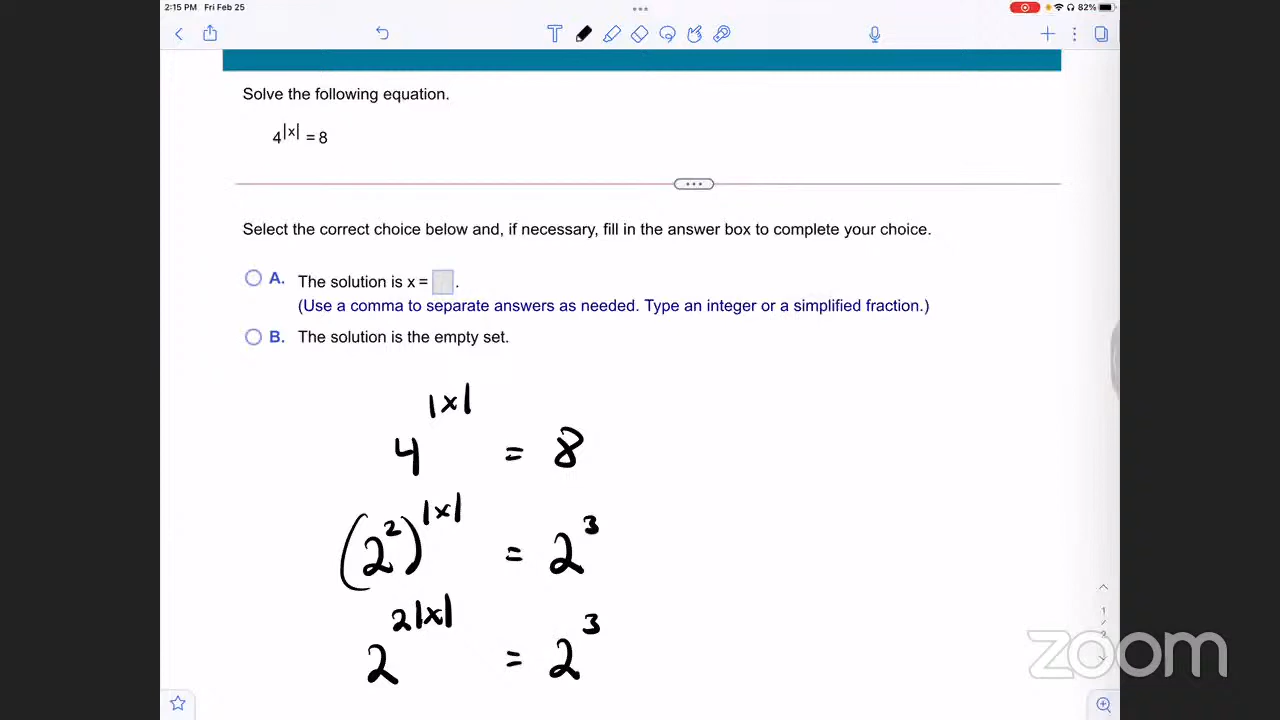 2:15 PM Fri Feb 25
82%
Solve the following equation.
4^|x| = 8
Select the correct choice below and, if necessary, fill in the answer box to complete your choice.
A. The solution is x = .
(Use a comma to separate answers as needed. Type an integer or a simplified fraction.)
B. The solution is the empty set.
4^|x| = 8
(2^2)^|x| = 2^3
2^2|x| = 2^3
zoom